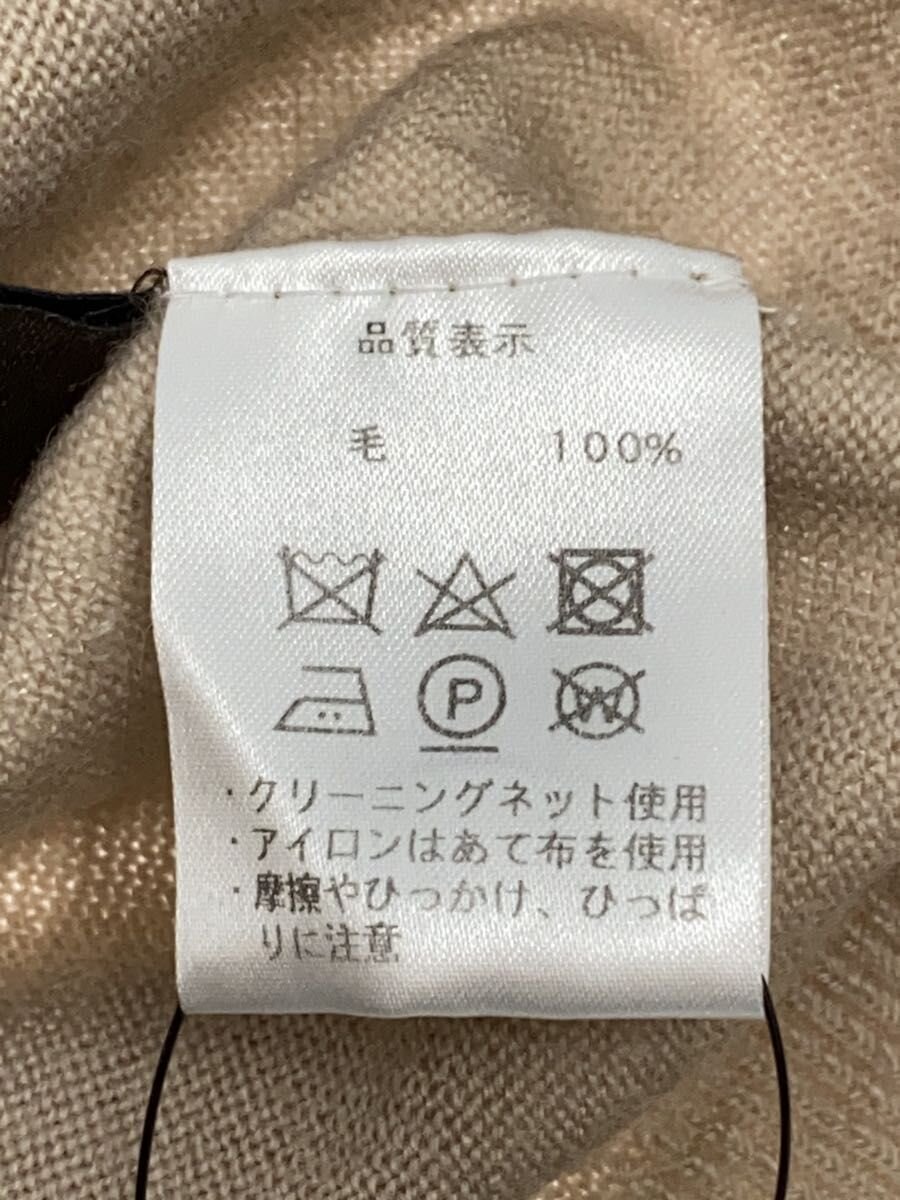 品質表示
毛 100%
P W
・クリーニングネット使用
・アイロンはあて布を使用
・摩擦やひっかけ、ひっぱ
りに注意